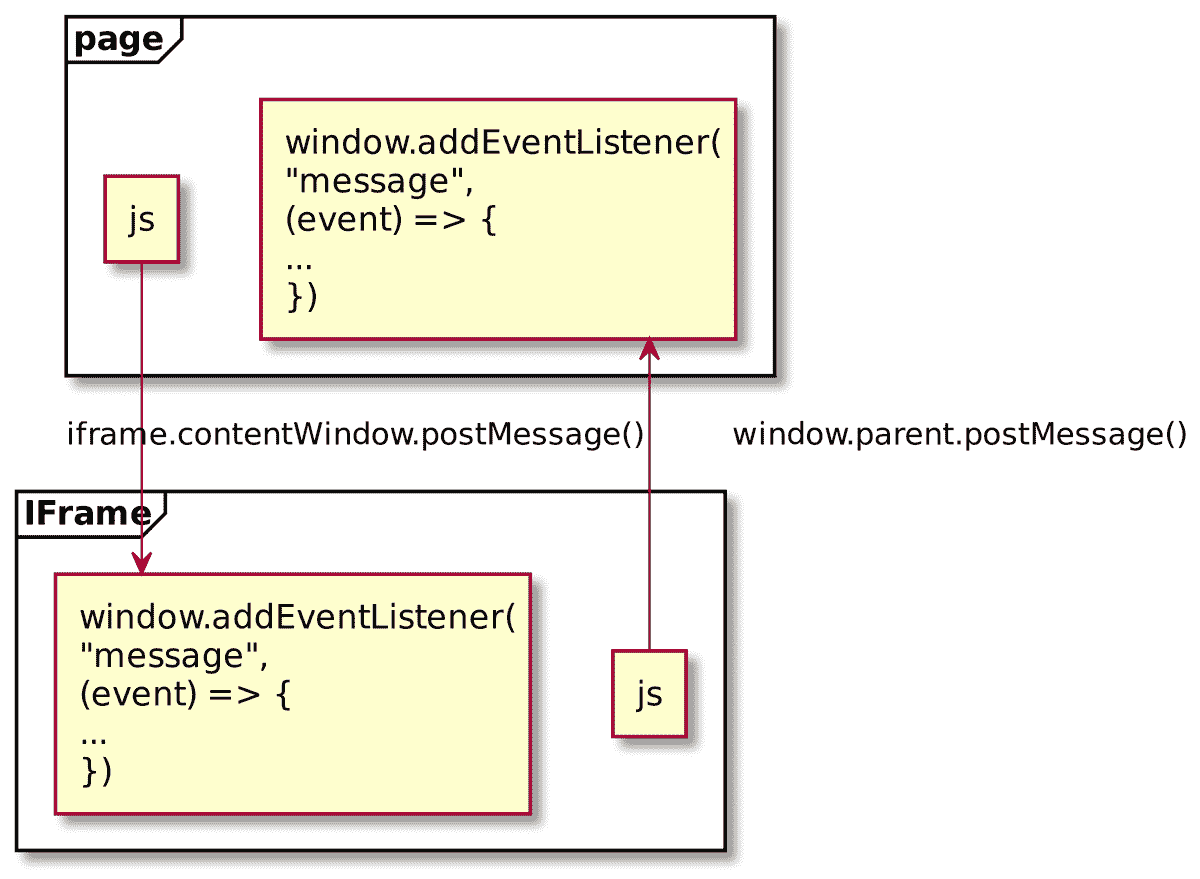 page
js
window.addEventListener(
"message",
(event) => {
...
})
iframe.contentWindow.postMessage()
window.parent.postMessage()
IFrame
window.addEventListener(
"message",
(event) => {
...
})
js